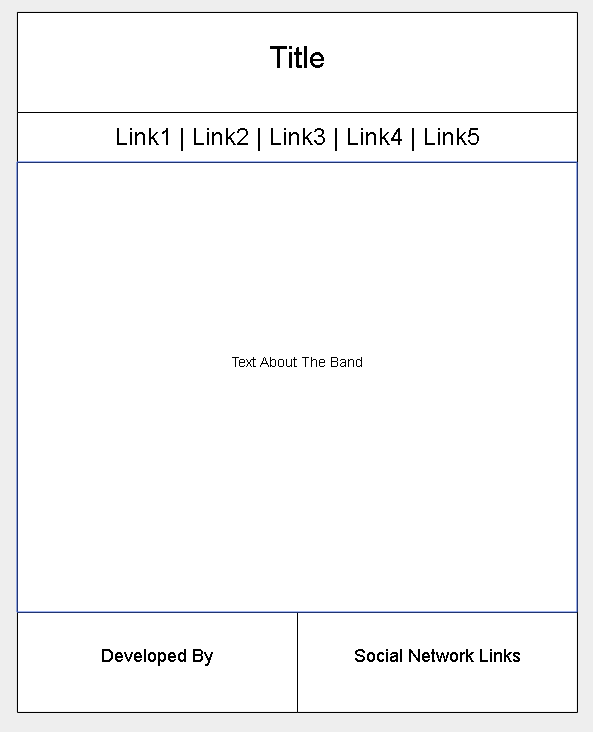 Title
Link1 | Link2 | Link3 | Link4 | Link5
Text About The Band
Developed By
Social Network Links